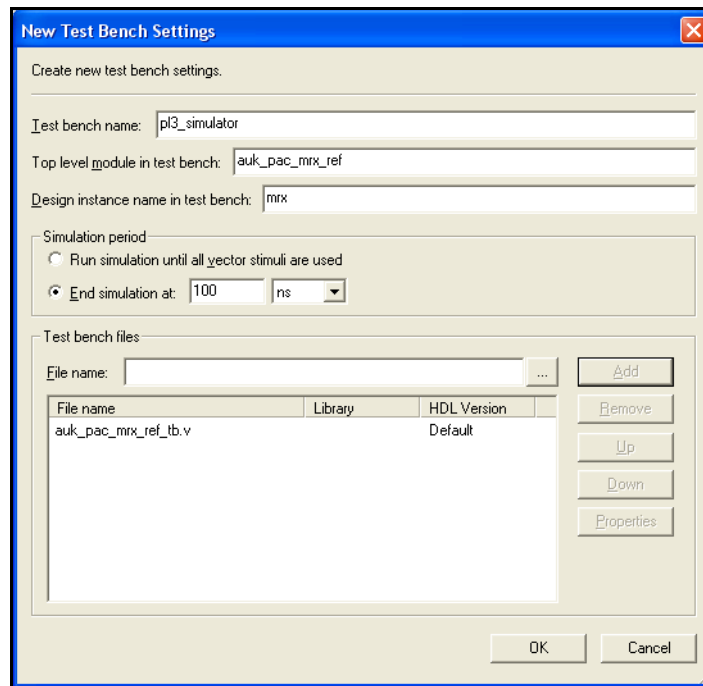 New Test Bench Settings
Create new test bench settings.
Test bench name: pl3_simulator
Top level module in test bench: auk_pac_mrx_ref
Design instance name in test bench: mrx
Simulation period
Run simulation until all vector stimuli are used
End simulation at: 100 ns
Test bench files
File name: ... Add
File name Library HDL Version Remove
auk_pac_mrx_ref_tb.v Default
Up
Down
Properties
OK Cancel